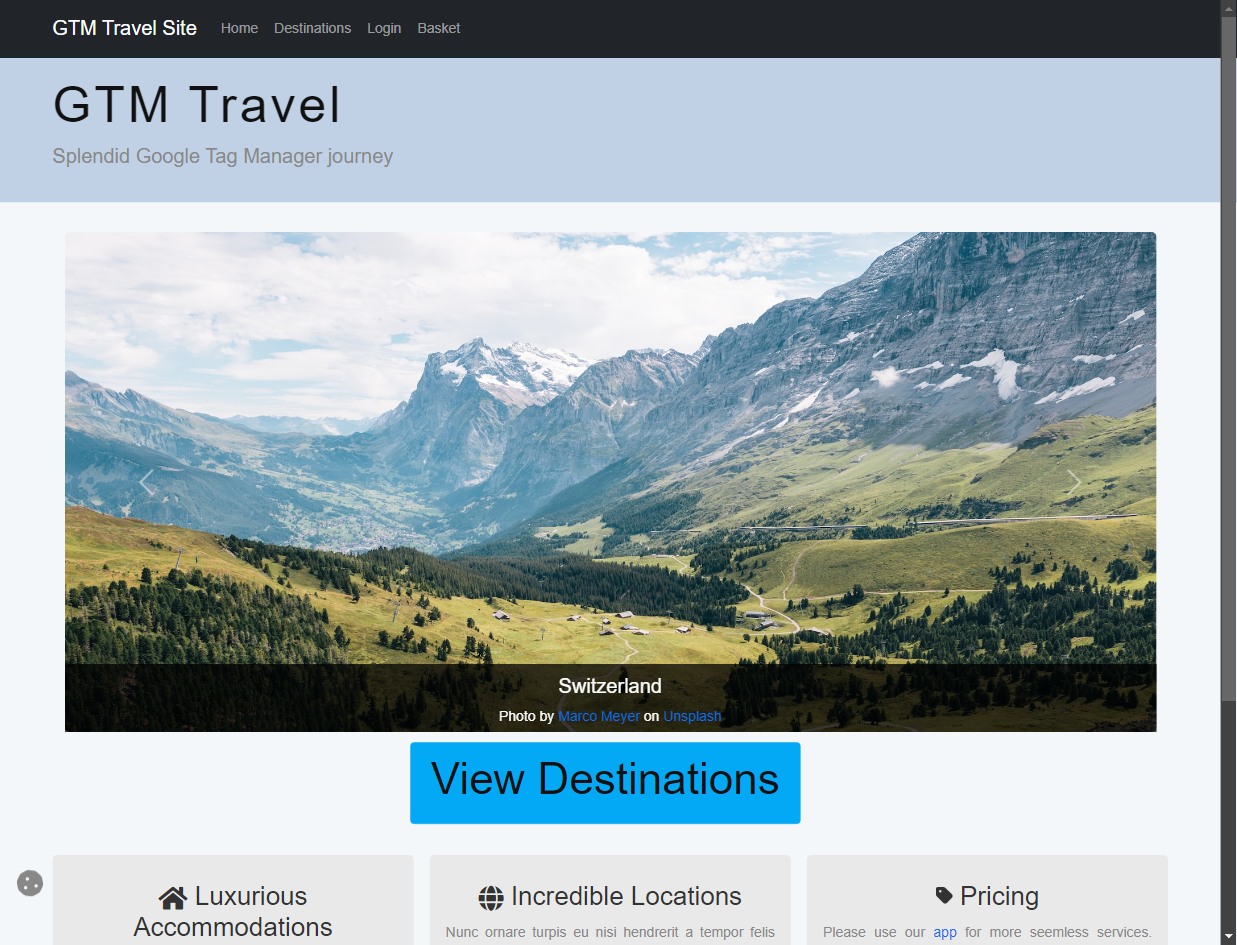 GTM Travel Site Home Destinations Login Basket
GTM Travel
Splendid Google Tag Manager journey
Switzerland
Photo by Marco Meyer on Unsplash
View Destinations
Luxurious
Accommodations
Incredible Locations
Nunc ornare turpis eu nisi hendrerit a tempor felis
Pricing
Please use our app for more seemless services.